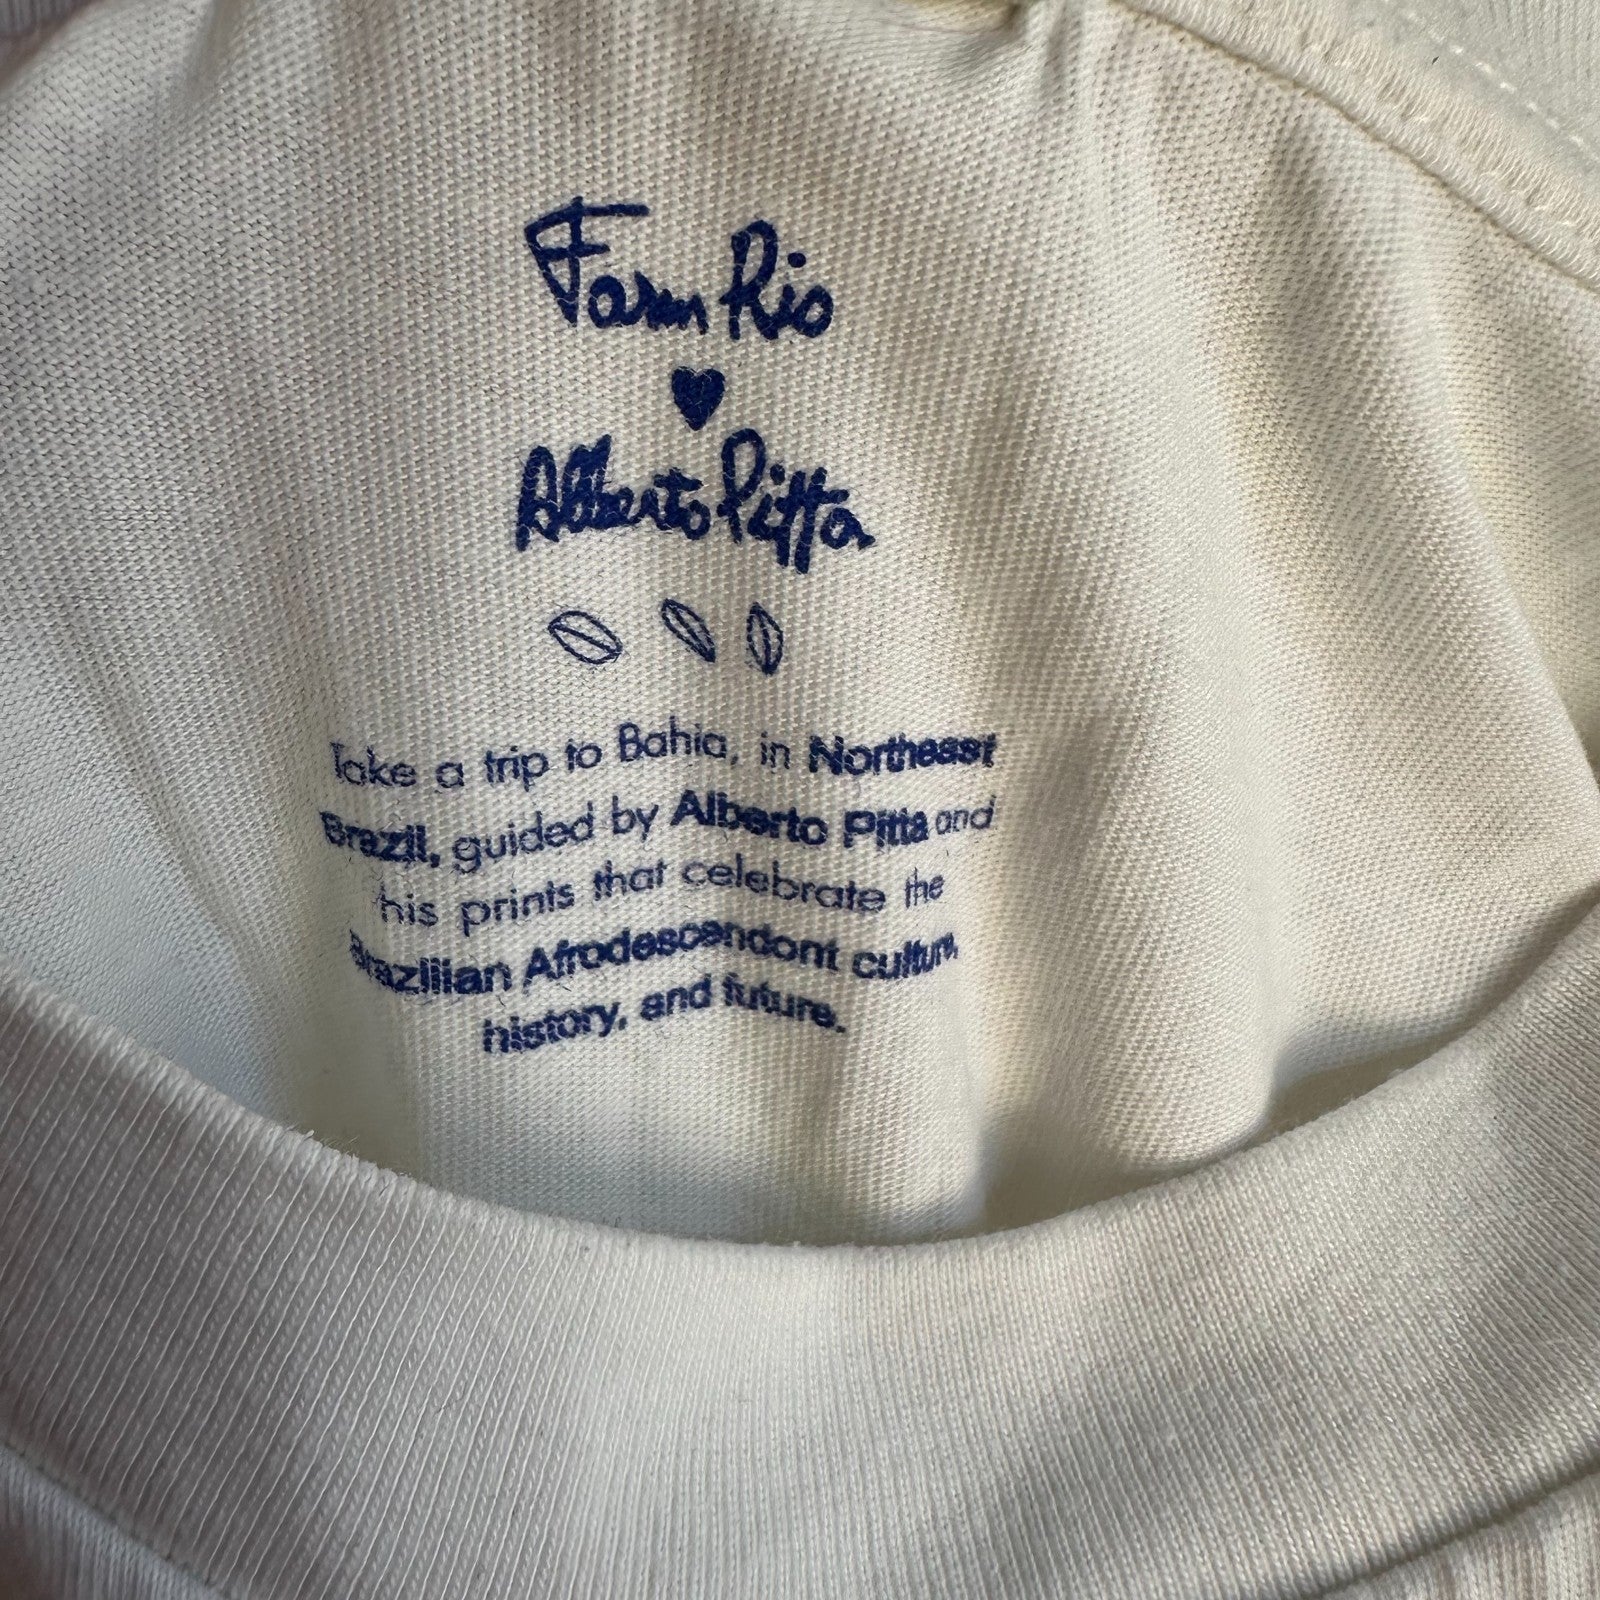 Farm Rio
Alberto Pitta
Take a trip to Bahia, in Northeast
Brazil, guided by Alberto Pitta and
his prints that celebrate the
Brazilian Afrodescendant culture,
history, and future.